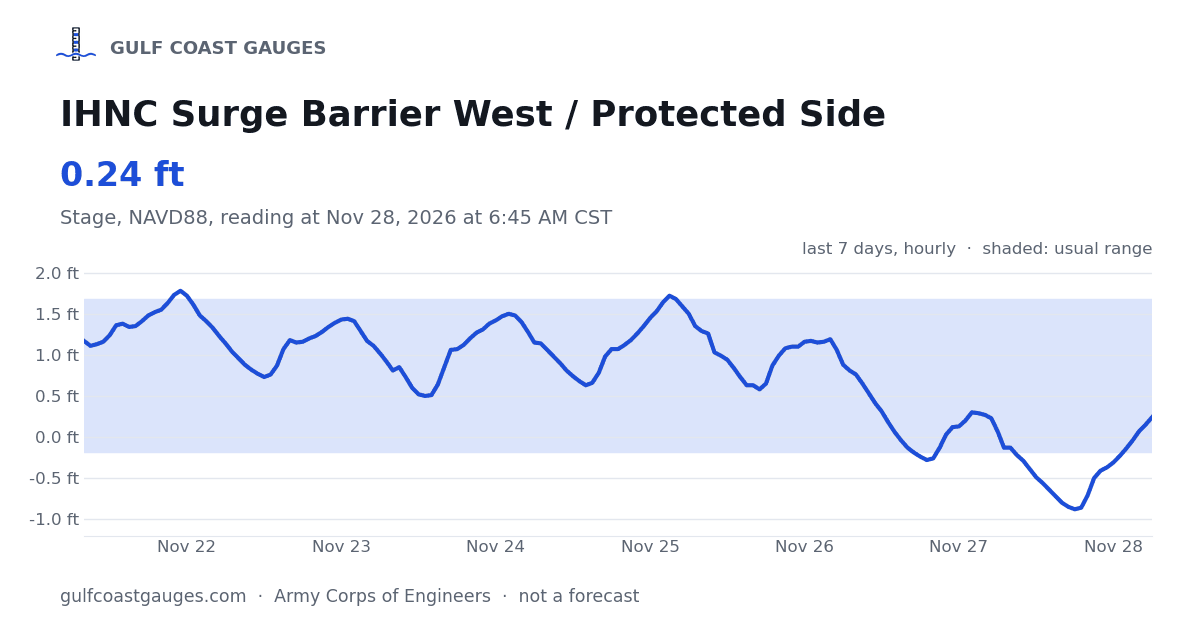 GULF COAST GAUGES
IHNC Surge Barrier West / Protected Side
0.24 ft
Stage, NAVD88, reading at Nov 28, 2026 at 6:45 AM CST
last 7 days, hourly · shaded: usual range
2.0 ft
1.5 ft
1.0 ft
0.5 ft
0.0 ft
-0.5 ft
-1.0 ft
Nov 22 Nov 23 Nov 24 Nov 25 Nov 26 Nov 27 Nov 28
gulfcoastgauges.com · Army Corps of Engineers · not a forecast